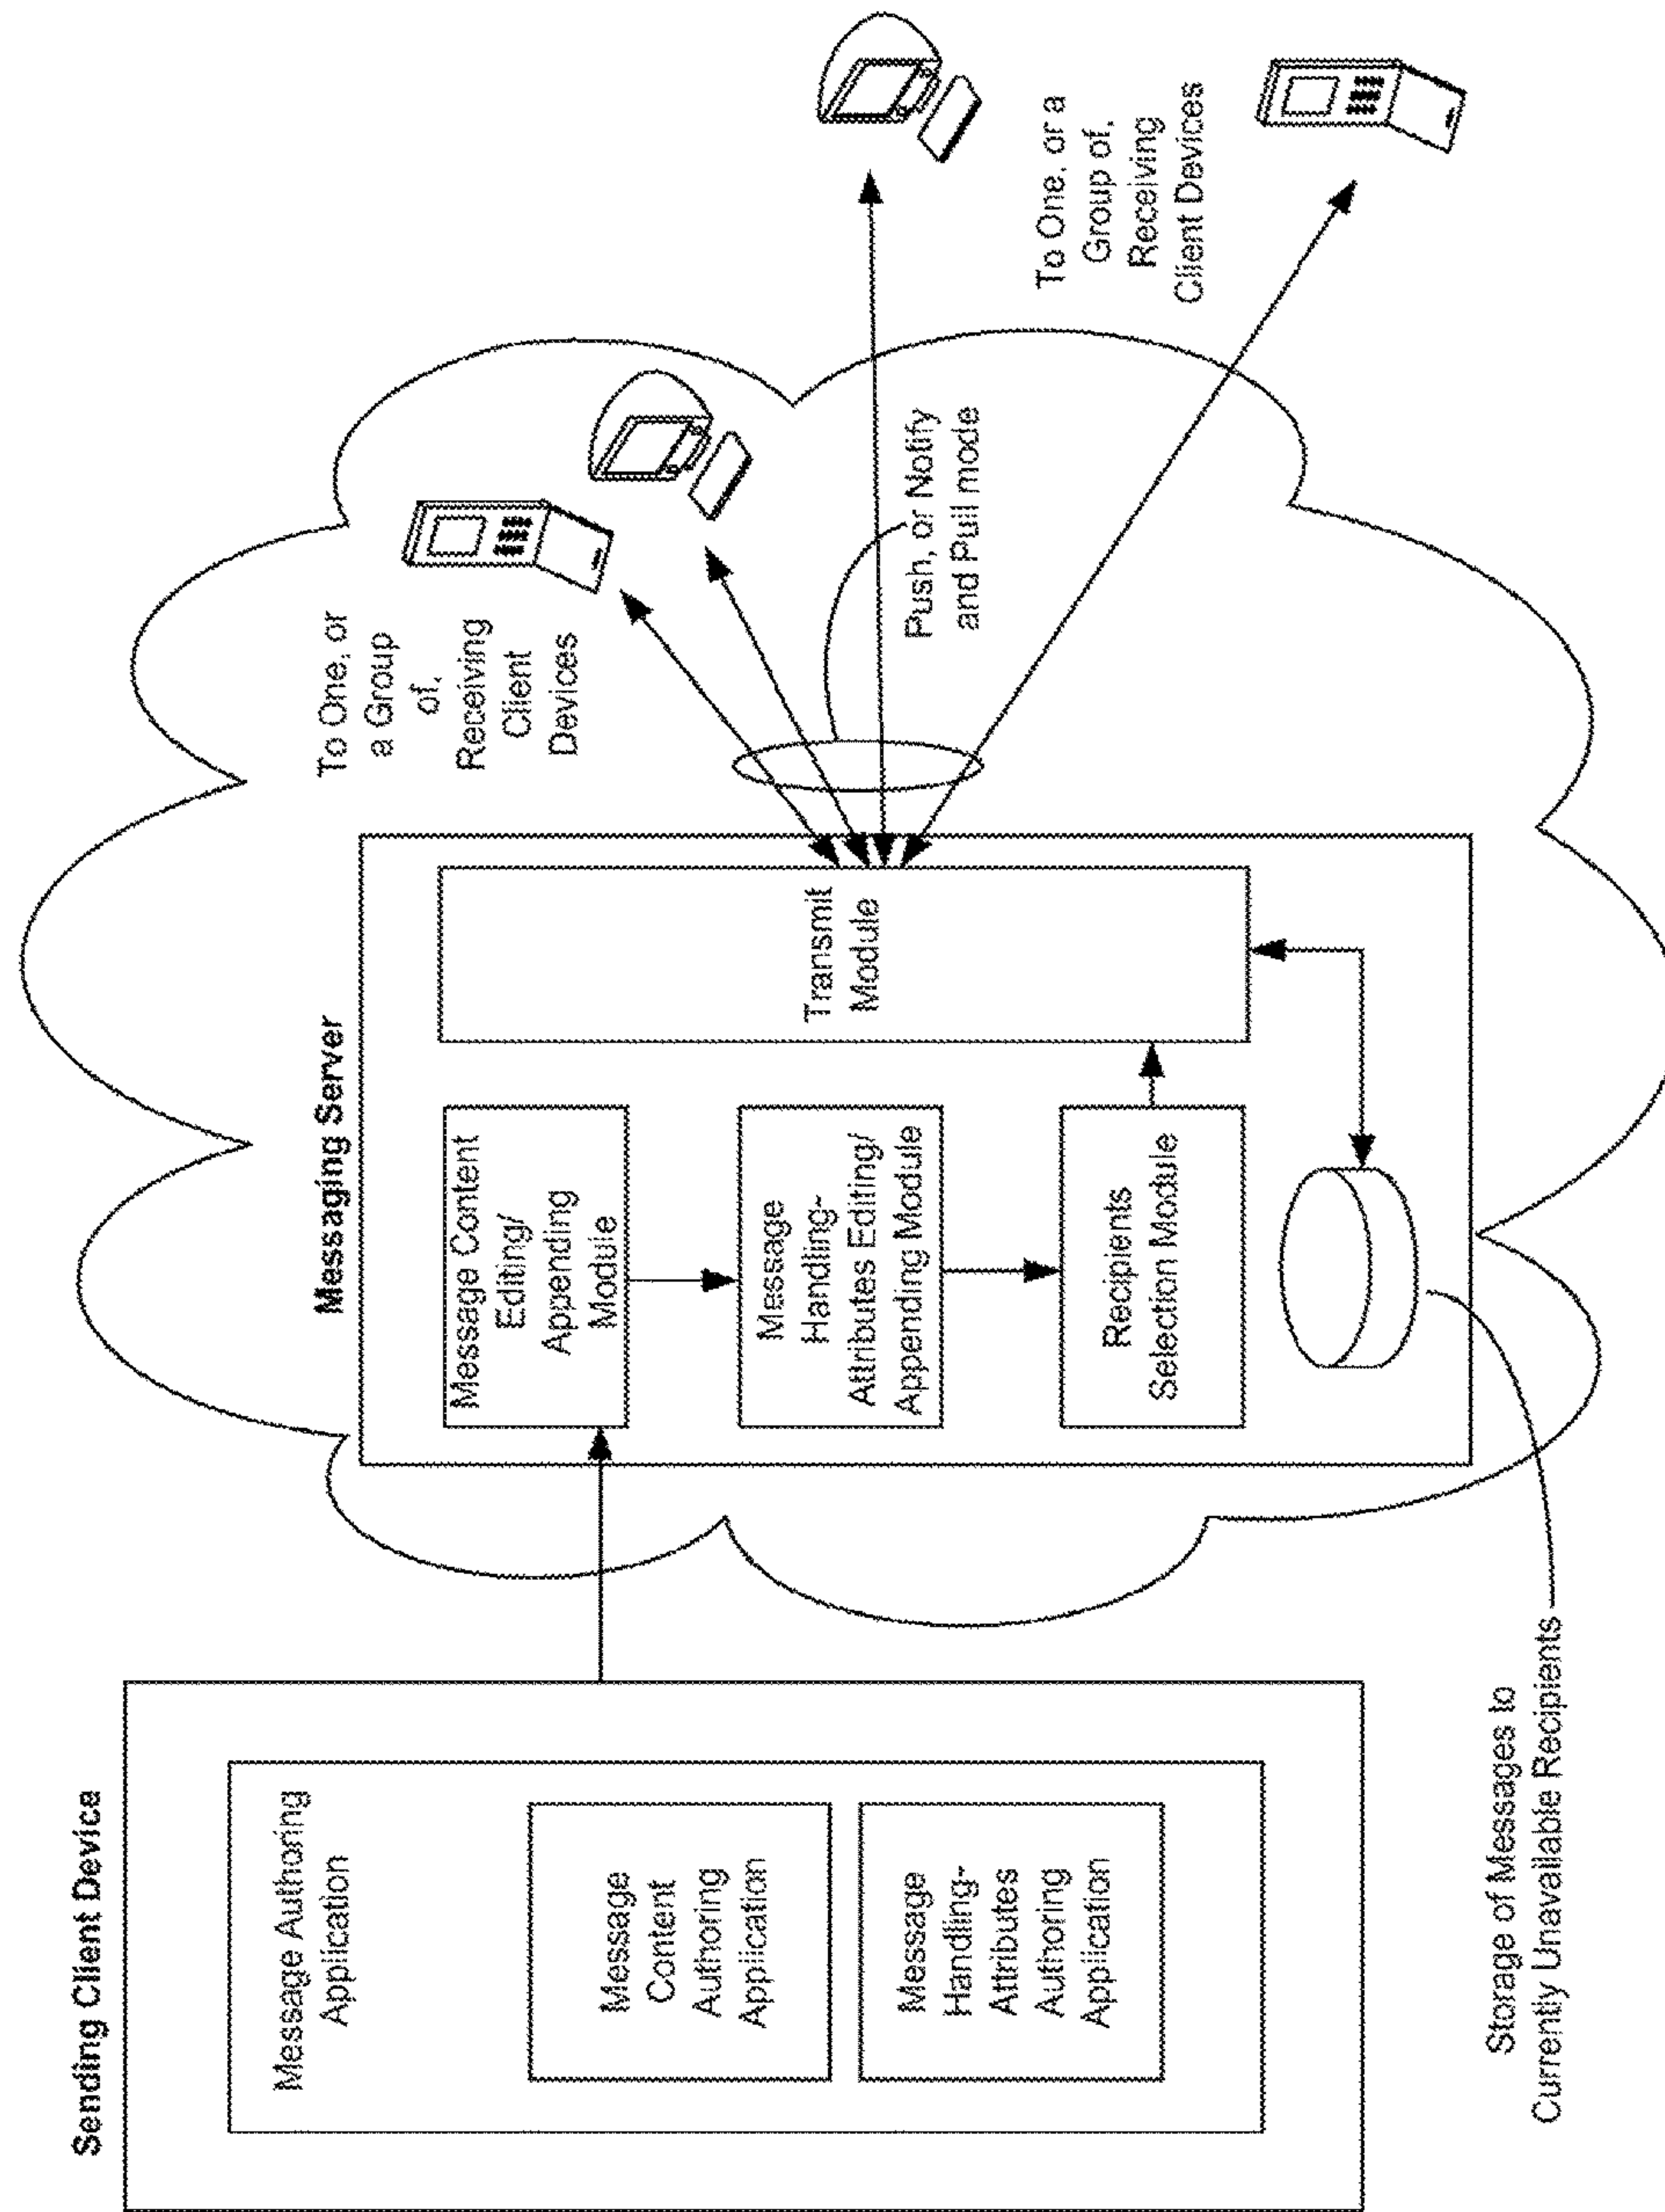 Sending Client Device
Message Authoring
Application
Message
Content
Authoring
Application
Message
Handling-
Attributes
Authoring
Application
Storage of Messages to
Currently Unavailable Recipients
Messaging Server
Message Content
Editing/
Appending
Module
Message
Handling-
Attributes Editing/
Appending Module
Recipients
Selection Module
Transmit
Module
To One, or
a Group
of,
Receiving
Client
Devices
Push, or Notify
and Pull mode
To One, or a
Group of,
Receiving
Client Devices